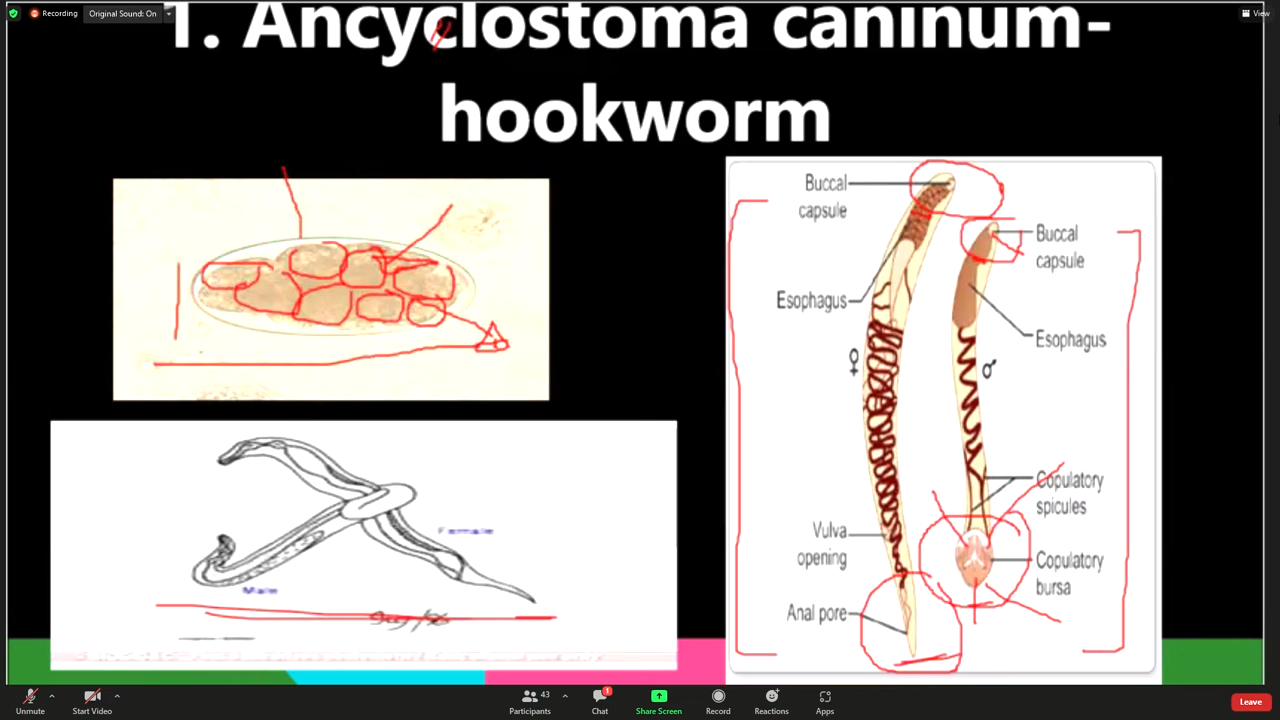 Recording
Original Sound: On
View
1. Ancyclostoma caninum-
hookworm
Buccal
capsule
Esophagus
♀
Vulva
opening
Anal pore
Buccal
capsule
Esophagus
♂
Copulatory
spicules
Copulatory
bursa
Female
Male
Unmute
Start Video
Participants
43
Chat
1
Share Screen
Record
Reactions
Apps
Leave